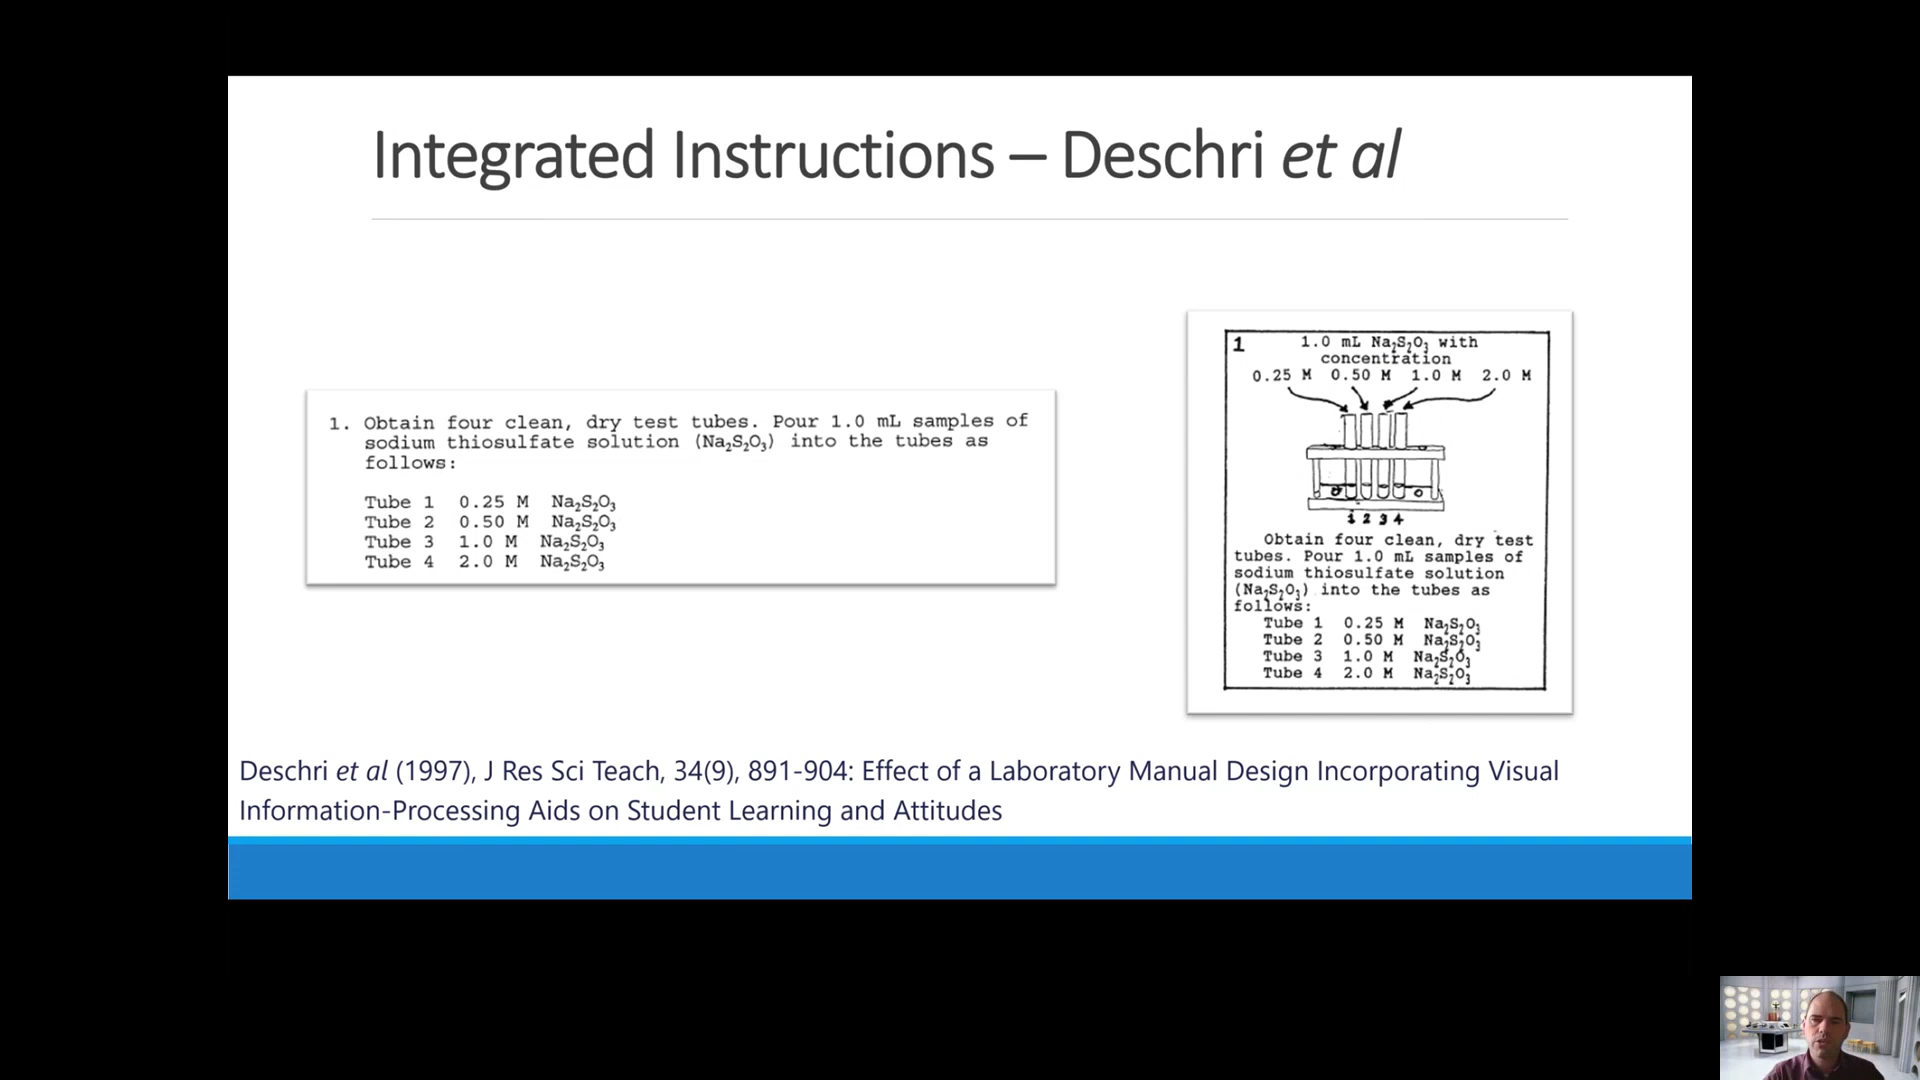 Integrated Instructions – Deschri et al
1. Obtain four clean, dry test tubes. Pour 1.0 mL samples of
sodium thiosulfate solution (Na₂S₂O₃) into the tubes as
follows:
Tube 1 0.25 M Na₂S₂O₃
Tube 2 0.50 M Na₂S₂O₃
Tube 3 1.0 M Na₂S₂O₃
Tube 4 2.0 M Na₂S₂O₃
1 1.0 mL Na₂S₂O₃ with
concentration
0.25 M 0.50 M 1.0 M 2.0 M
1 2 3 4
Obtain four clean, dry test
tubes. Pour 1.0 mL samples of
sodium thiosulfate solution
(Na₂S₂O₃) into the tubes as
follows:
Tube 1 0.25 M Na₂S₂O₃
Tube 2 0.50 M Na₂S₂O₃
Tube 3 1.0 M Na₂S₂O₃
Tube 4 2.0 M Na₂S₂O₃
Deschri et al (1997), J Res Sci Teach, 34(9), 891-904: Effect of a Laboratory Manual Design Incorporating Visual
Information-Processing Aids on Student Learning and Attitudes